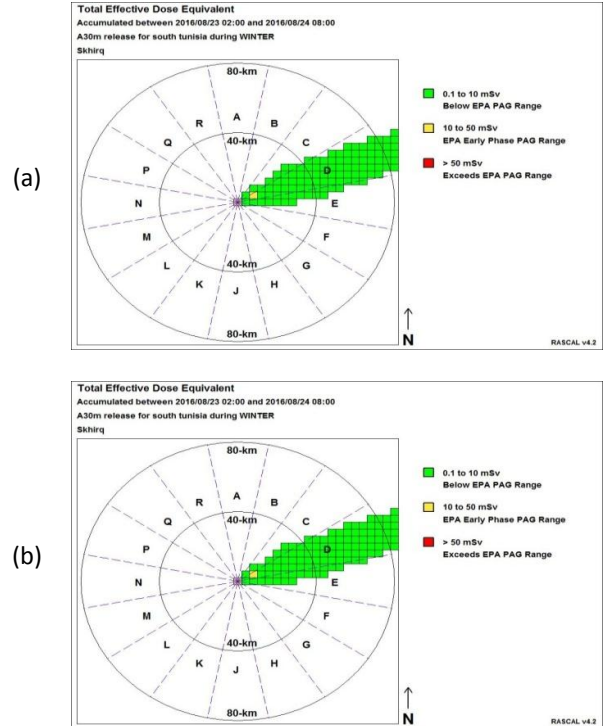 (a)
Total Effective Dose Equivalent
Accumulated between 2016/08/23 02:00 and 2016/08/24 08:00
A30m release for south tunisia during WINTER
Skhirq
80-km
R A B
Q C
40-km
P D
N E
M F
L G
40-km
K J H
80-km
0.1 to 10 mSv
Below EPA PAG Range
10 to 50 mSv
EPA Early Phase PAG Range
> 50 mSv
Exceeds EPA PAG Range
N
RASCAL v4.2
(b)
Total Effective Dose Equivalent
Accumulated between 2016/08/23 02:00 and 2016/08/24 08:00
A30m release for south tunisia during WINTER
Skhirq
80-km
R A B
Q C
40-km
P D
N E
M F
L G
40-km
K J H
80-km
0.1 to 10 mSv
Below EPA PAG Range
10 to 50 mSv
EPA Early Phase PAG Range
> 50 mSv
Exceeds EPA PAG Range
N
RASCAL v4.2